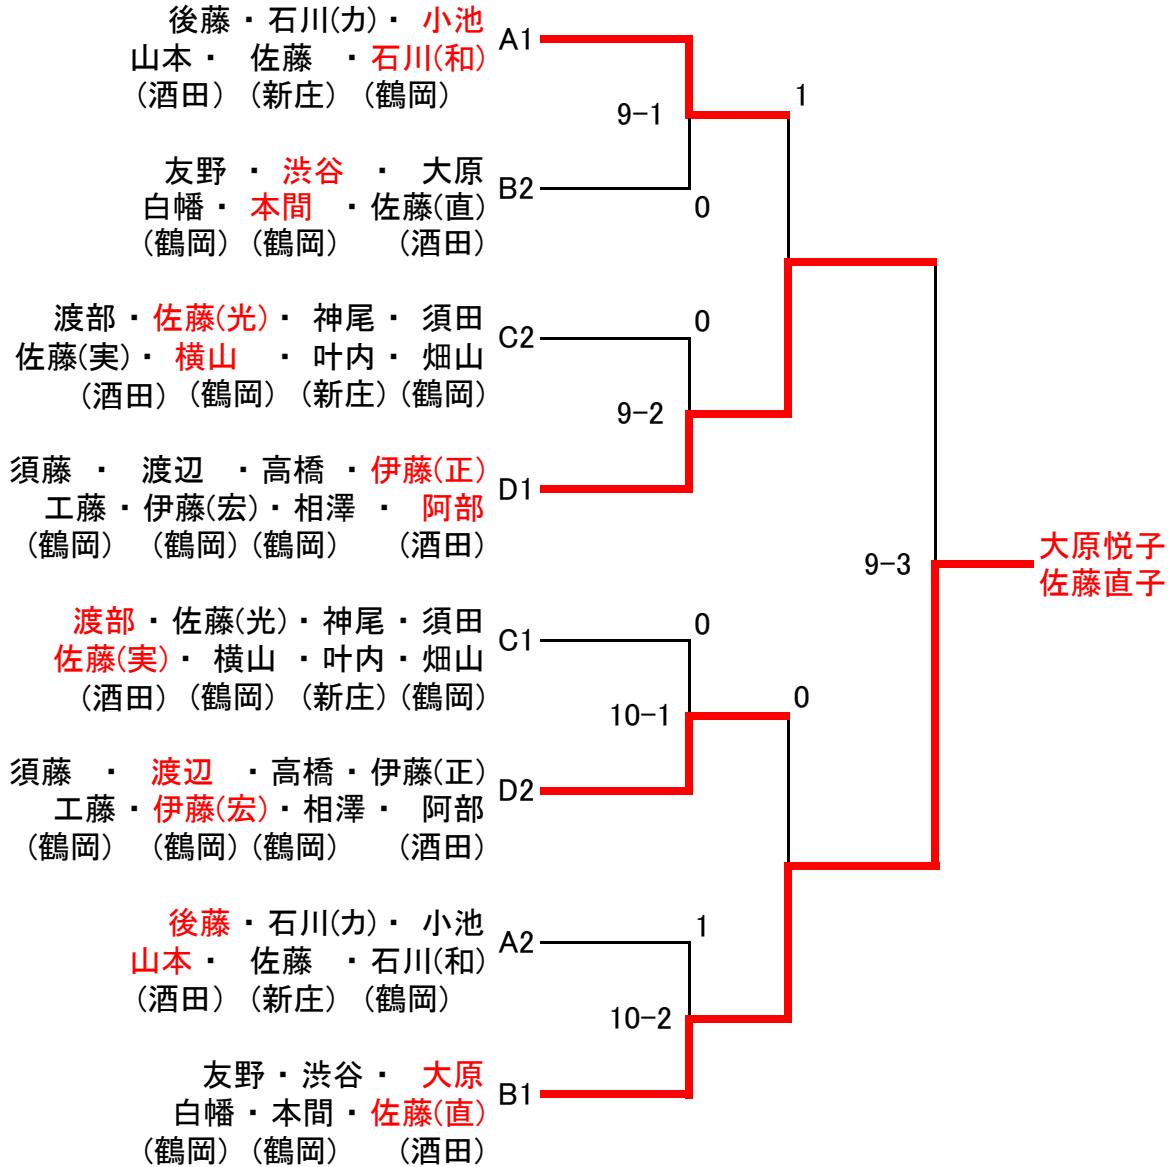 後藤・石川(力)・ 小池
山本・ 佐藤 ・石川(和)
(酒田) (新庄) (鶴岡)
A1
9-1
1
友野 ・ 渋谷 ・ 大原
白幡・ 本間 ・佐藤(直)
(鶴岡) (鶴岡) (酒田)
B2
0
渡部・佐藤(光)・ 神尾・ 須田
佐藤(実)・ 横山 ・叶内・ 畑山
(酒田) (鶴岡) (新庄) (鶴岡)
C2
0
9-2
須藤 ・ 渡辺 ・高橋・伊藤(正)
工藤・伊藤(宏)・相澤 ・ 阿部
(鶴岡) (鶴岡) (鶴岡) (酒田)
D1
9-3
大原悦子
佐藤直子
渡部・佐藤(光)・神尾・須田
佐藤(実)・ 横山 ・叶内・畑山
(酒田) (鶴岡) (新庄) (鶴岡)
C1
0
10-1
0
須藤 ・ 渡辺 ・高橋・伊藤(正)
工藤・伊藤(宏)・相澤・ 阿部
(鶴岡) (鶴岡) (鶴岡) (酒田)
D2
後藤・石川(力)・ 小池
山本・ 佐藤 ・石川(和)
(酒田) (新庄) (鶴岡)
A2
1
10-2
友野・渋谷・ 大原
白幡・本間・佐藤(直)
(鶴岡) (鶴岡) (酒田)
B1